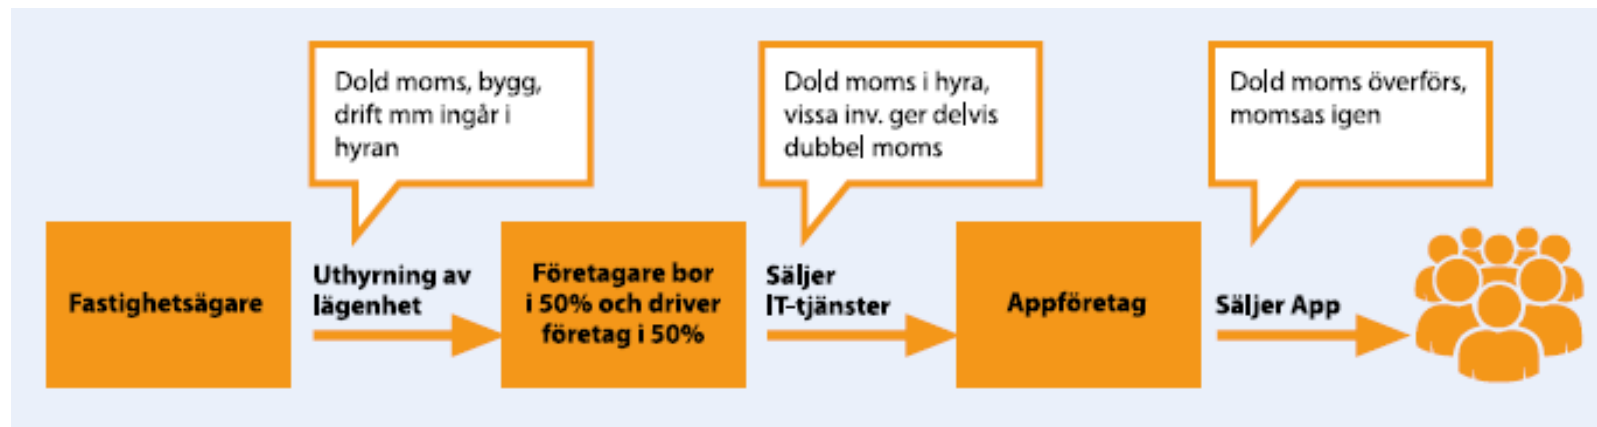 Dold moms, bygg,
drift mm ingår i
hyran
Dold moms i hyra,
vissa inv. ger delvis
dubbel moms
Dold moms överförs,
momsas igen
Fastighetsägare
Uthyrning av
lägenhet
Företagare bor
i 50% och driver
företag i 50%
Säljer
IT-tjänster
Appföretag
Säljer App